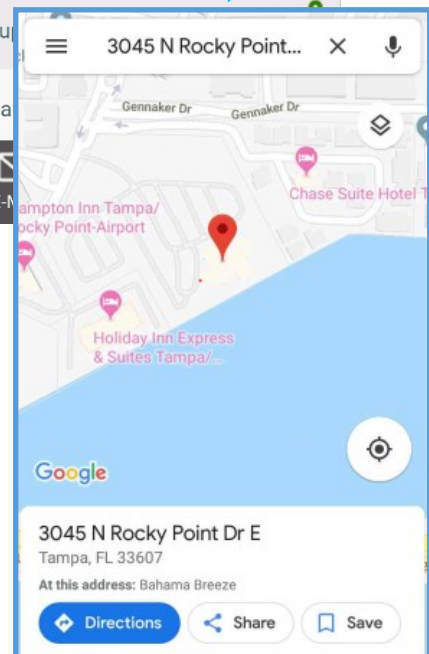 3045 N Rocky Point...
Gennaker Dr
Gennaker Dr
Chase Suite Hotel T
ampton Inn Tampa/
ocky Point-Airport
Holiday Inn Express
& Suites Tampa/...
Google
3045 N Rocky Point Dr E
Tampa, FL 33607
At this address: Bahama Breeze
Directions
Share
Save